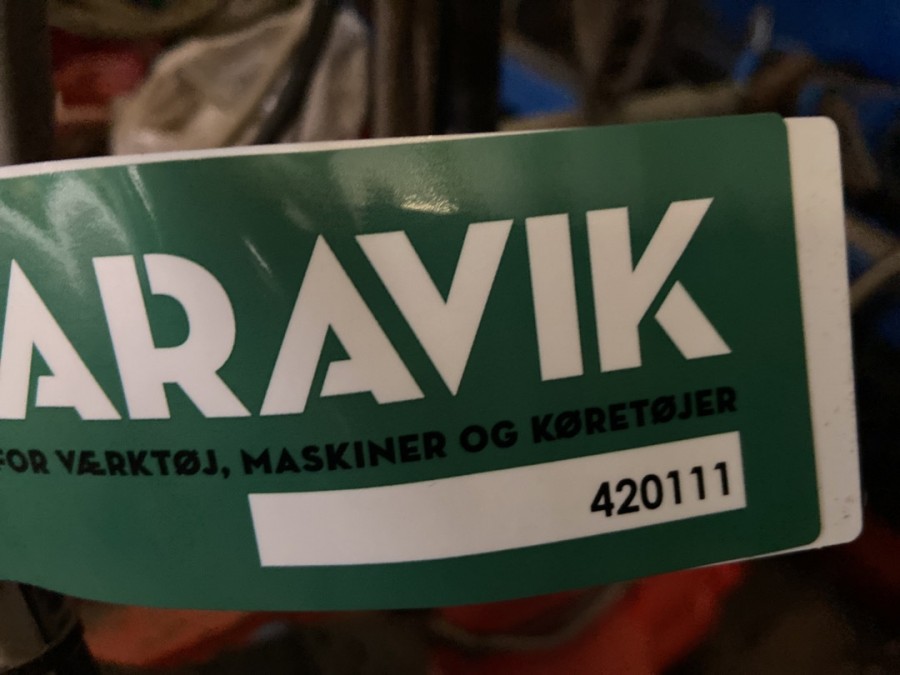 ARAVIK
FOR VÆRKTØJ, MASKINER OG KØRETØJER
420111